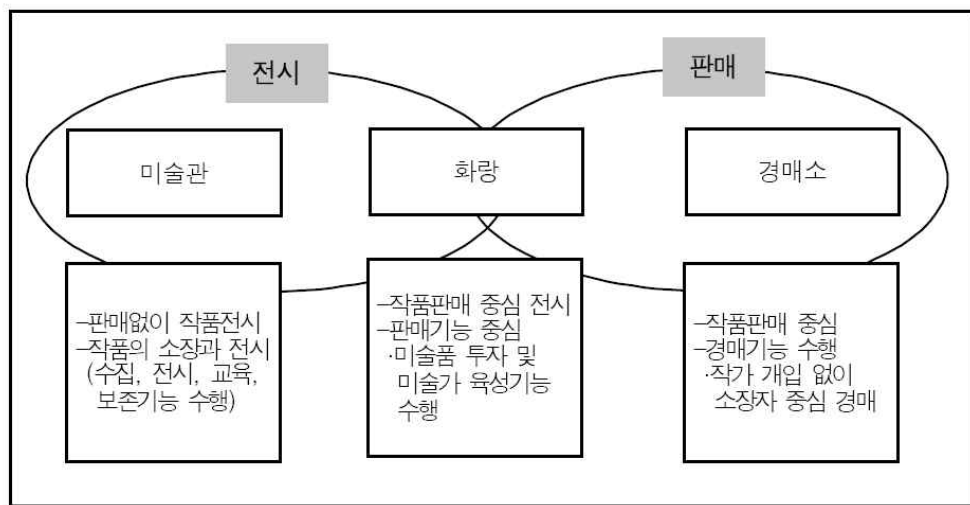 전시
판매
미술관
화랑
경매소
–판매없이 작품전시
–작품의 소장과 전시
(수집, 전시, 교육,
보존기능 수행)
–작품판매 중심 전시
–판매기능 중심
·미술품 투자 및
미술가 육성기능
수행
–작품판매 중심
–경매기능 수행
·작가 개입 없이
소장자 중심 경매